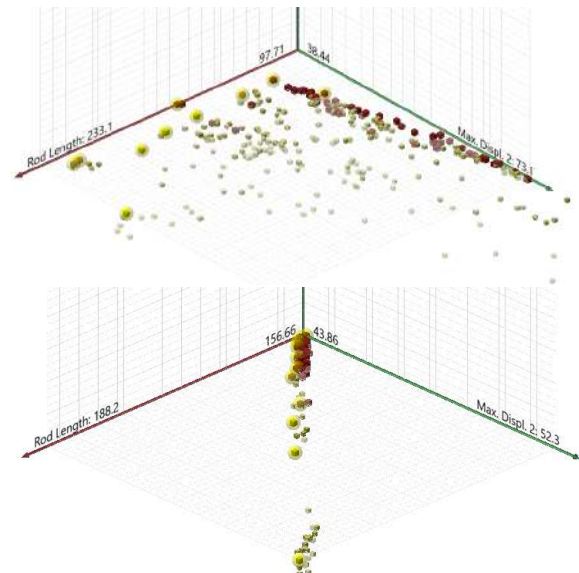 97.71
38.44
Rod Length: 233.1
Max. Displ. 2: 73.1
156.66
43.86
Rod Length: 188.2
Max. Displ. 2: 52.3